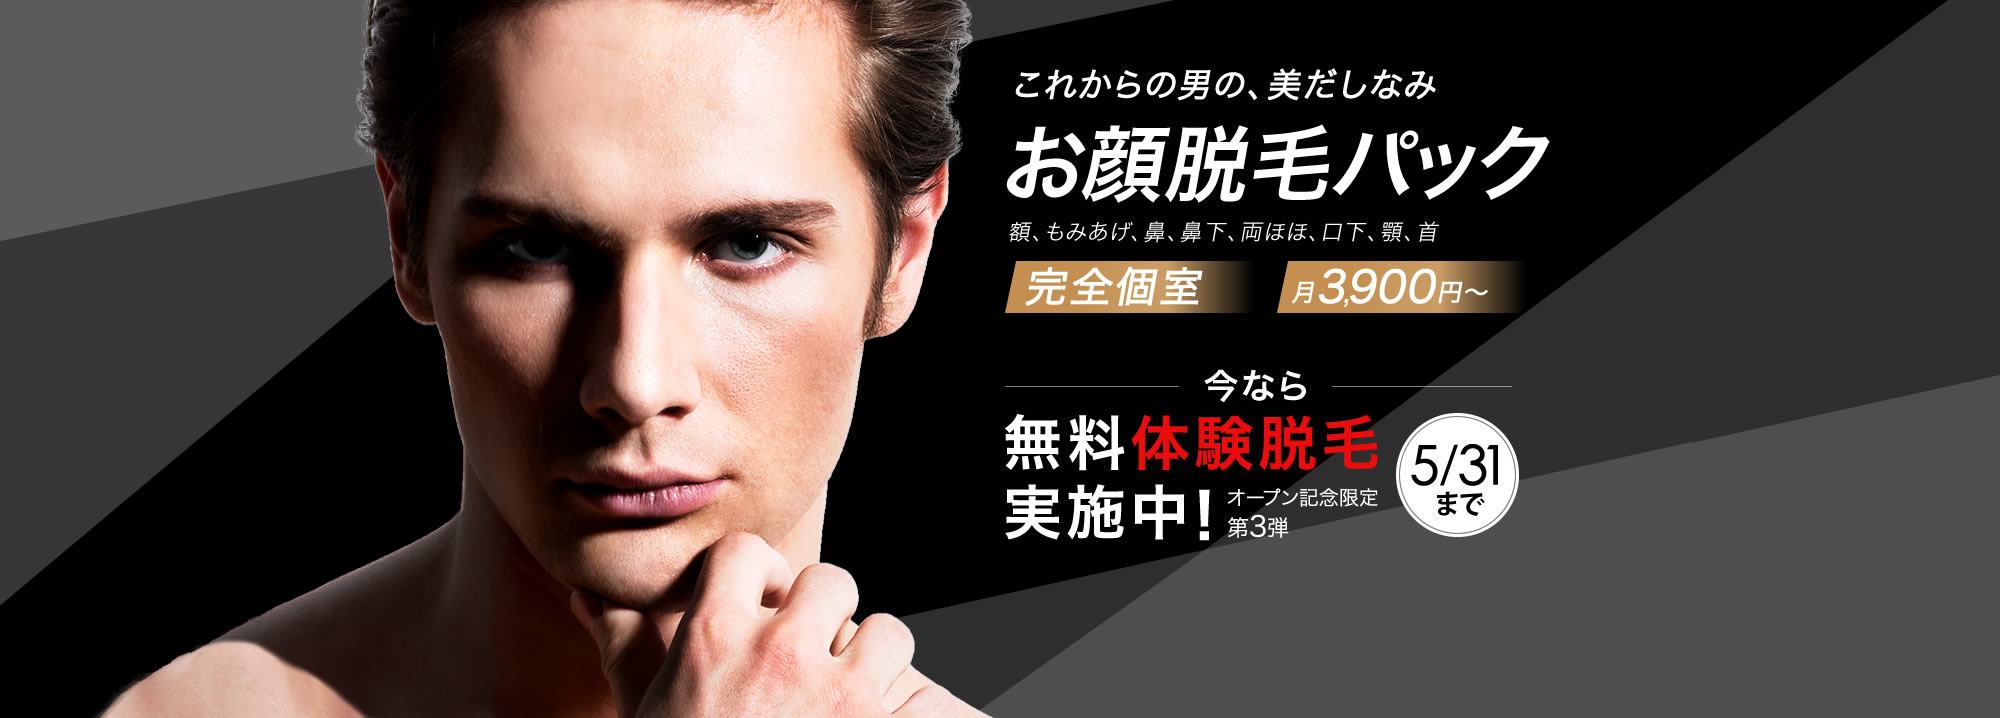 これからの男の、美だしなみ
お顔脱毛パック
額、もみあげ、鼻、鼻下、両ほほ、口下、顎、首
完全個室
月3,900円～
今なら
無料体験脱毛
実施中！
オープン記念限定
第3弾
5/31
まで